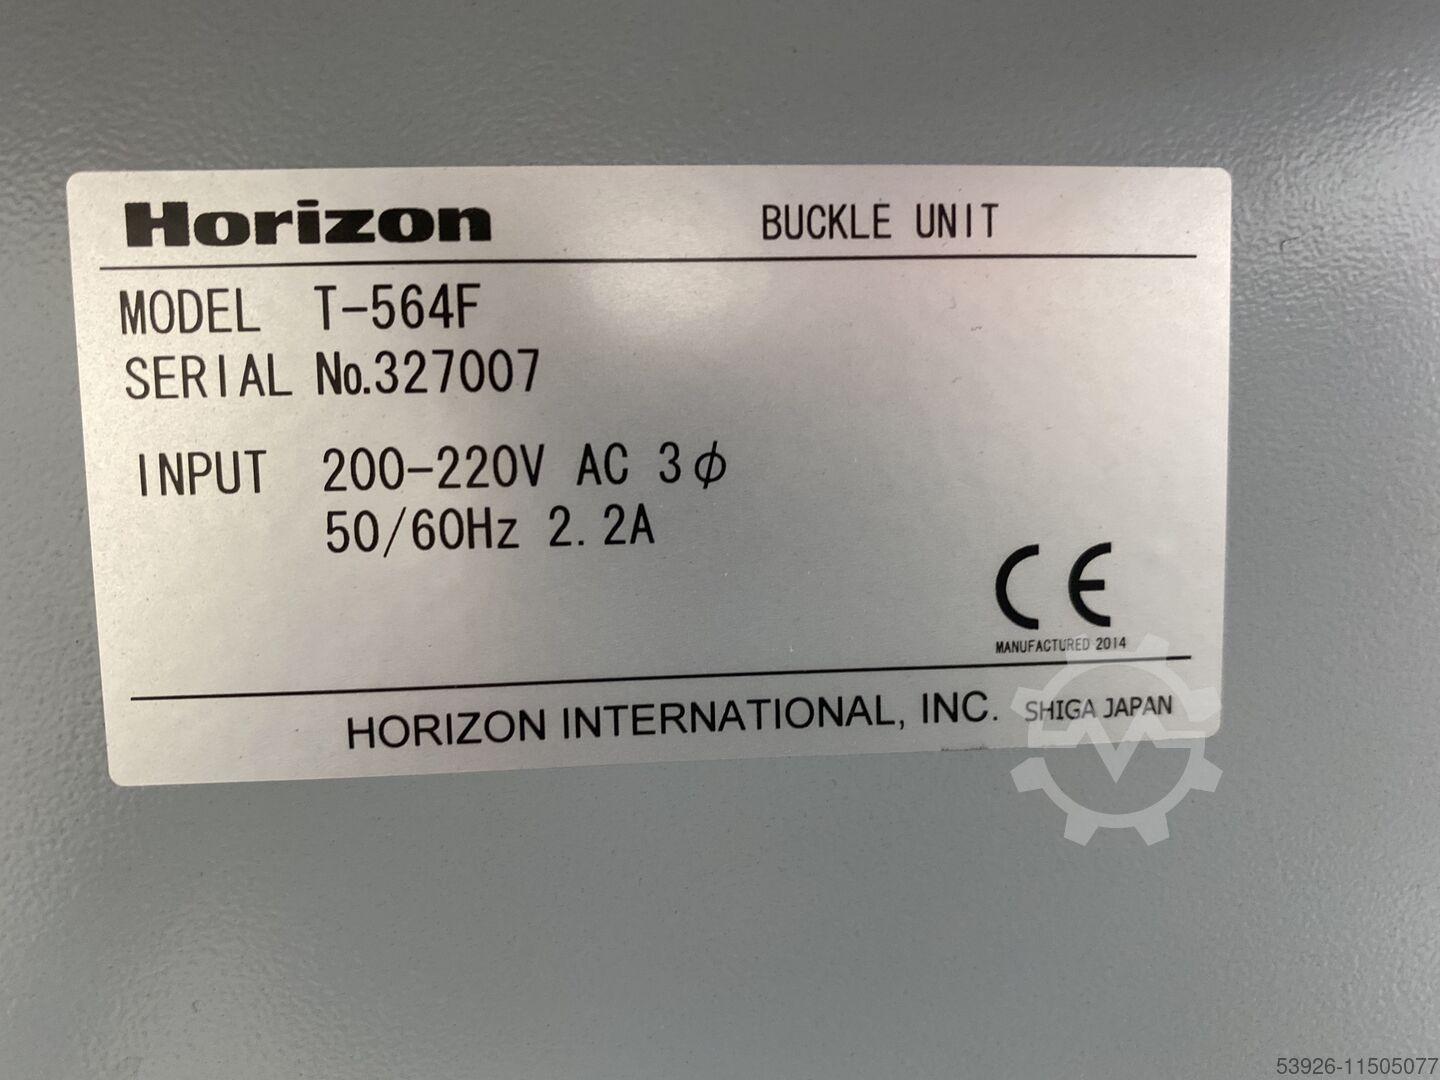 Horizon BUCKLE UNIT
MODEL T-564F
SERIAL No.327007
INPUT 200-220V AC 3φ
50/60Hz 2.2A
CE
MANUFACTURED 2014
HORIZON INTERNATIONAL, INC. SHIGA JAPAN
53926-11505077